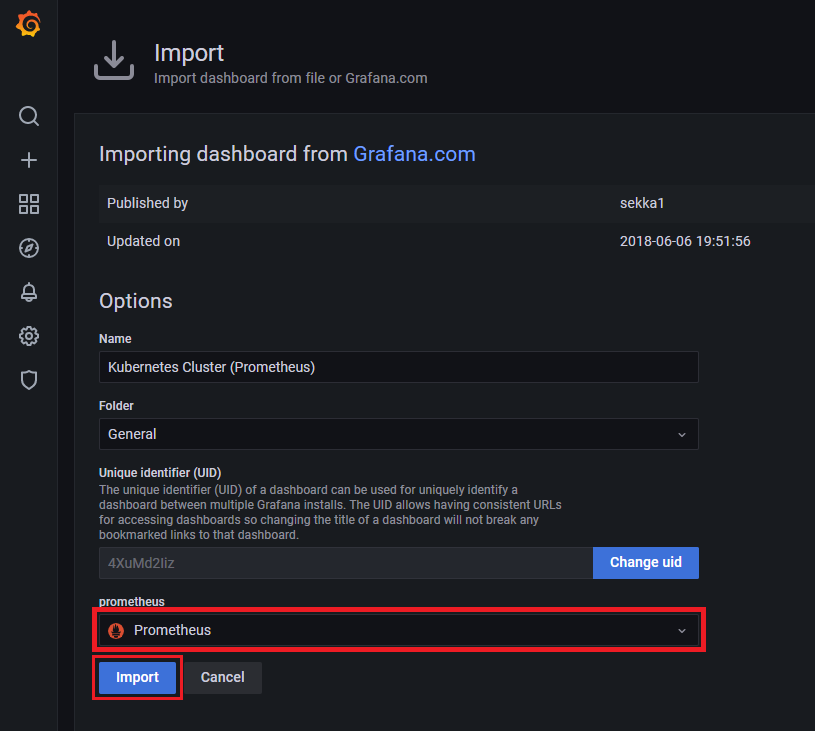 Import
Import dashboard from file or Grafana.com
Importing dashboard from Grafana.com
Published by sekka1
Updated on 2018-06-06 19:51:56
Options
Name
Kubernetes Cluster (Prometheus)
Folder
General
Unique identifier (UID)
The unique identifier (UID) of a dashboard can be used for uniquely identify a
dashboard between multiple Grafana installs. The UID allows having consistent URLs
for accessing dashboards so changing the title of a dashboard will not break any
bookmarked links to that dashboard.
4XuMd2Iiz Change uid
prometheus
Prometheus
Import Cancel